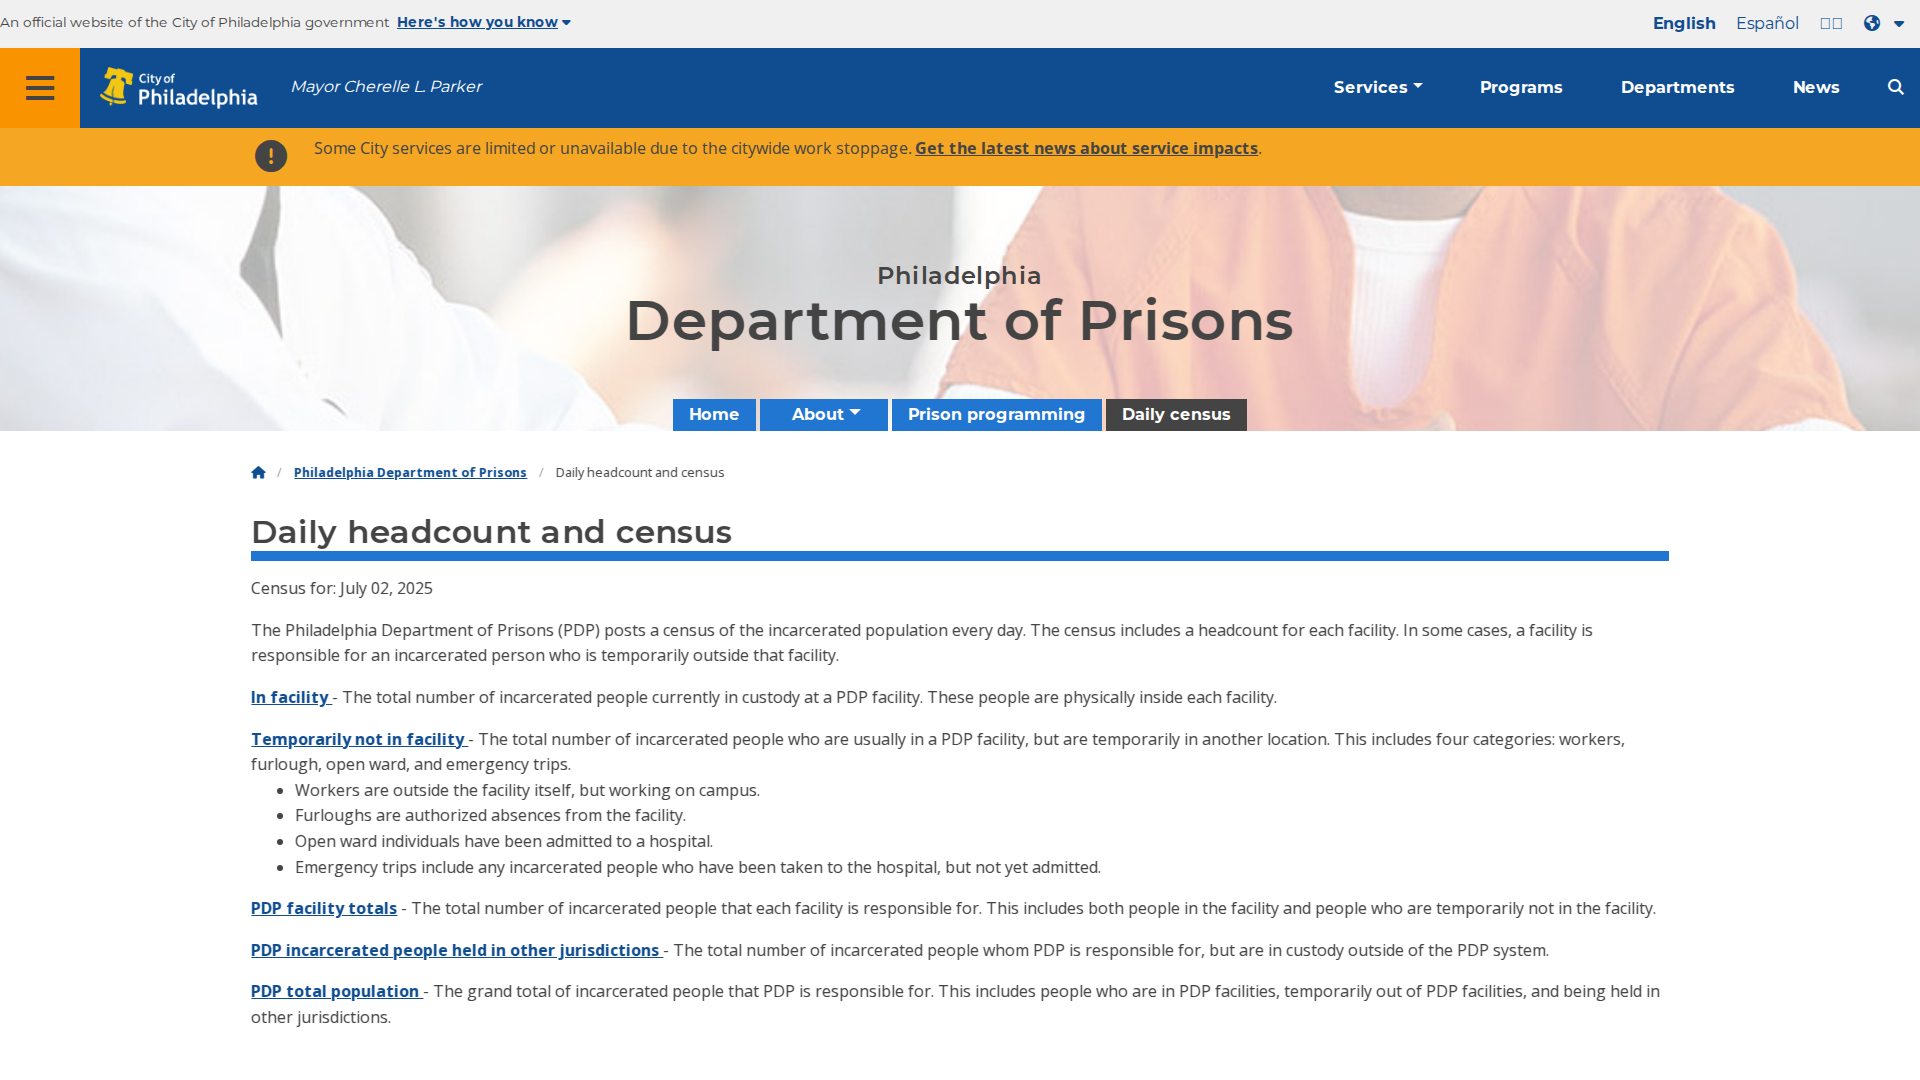 An official website of the City of Philadelphia government Here's how you know
English Español
City of
Philadelphia
Mayor Cherelle L. Parker
Services Programs Departments News
Some City services are limited or unavailable due to the citywide work stoppage. Get the latest news about service impacts.
Philadelphia
Department of Prisons
Home About Prison programming Daily census
/ Philadelphia Department of Prisons / Daily headcount and census
Daily headcount and census
Census for: July 02, 2025
The Philadelphia Department of Prisons (PDP) posts a census of the incarcerated population every day. The census includes a headcount for each facility. In some cases, a facility is
responsible for an incarcerated person who is temporarily outside that facility.
In facility - The total number of incarcerated people currently in custody at a PDP facility. These people are physically inside each facility.
Temporarily not in facility - The total number of incarcerated people who are usually in a PDP facility, but are temporarily in another location. This includes four categories: workers,
furlough, open ward, and emergency trips.
• Workers are outside the facility itself, but working on campus.
• Furloughs are authorized absences from the facility.
• Open ward individuals have been admitted to a hospital.
• Emergency trips include any incarcerated people who have been taken to the hospital, but not yet admitted.
PDP facility totals - The total number of incarcerated people that each facility is responsible for. This includes both people in the facility and people who are temporarily not in the facility.
PDP incarcerated people held in other jurisdictions - The total number of incarcerated people whom PDP is responsible for, but are in custody outside of the PDP system.
PDP total population - The grand total of incarcerated people that PDP is responsible for. This includes people who are in PDP facilities, temporarily out of PDP facilities, and being held in
other jurisdictions.